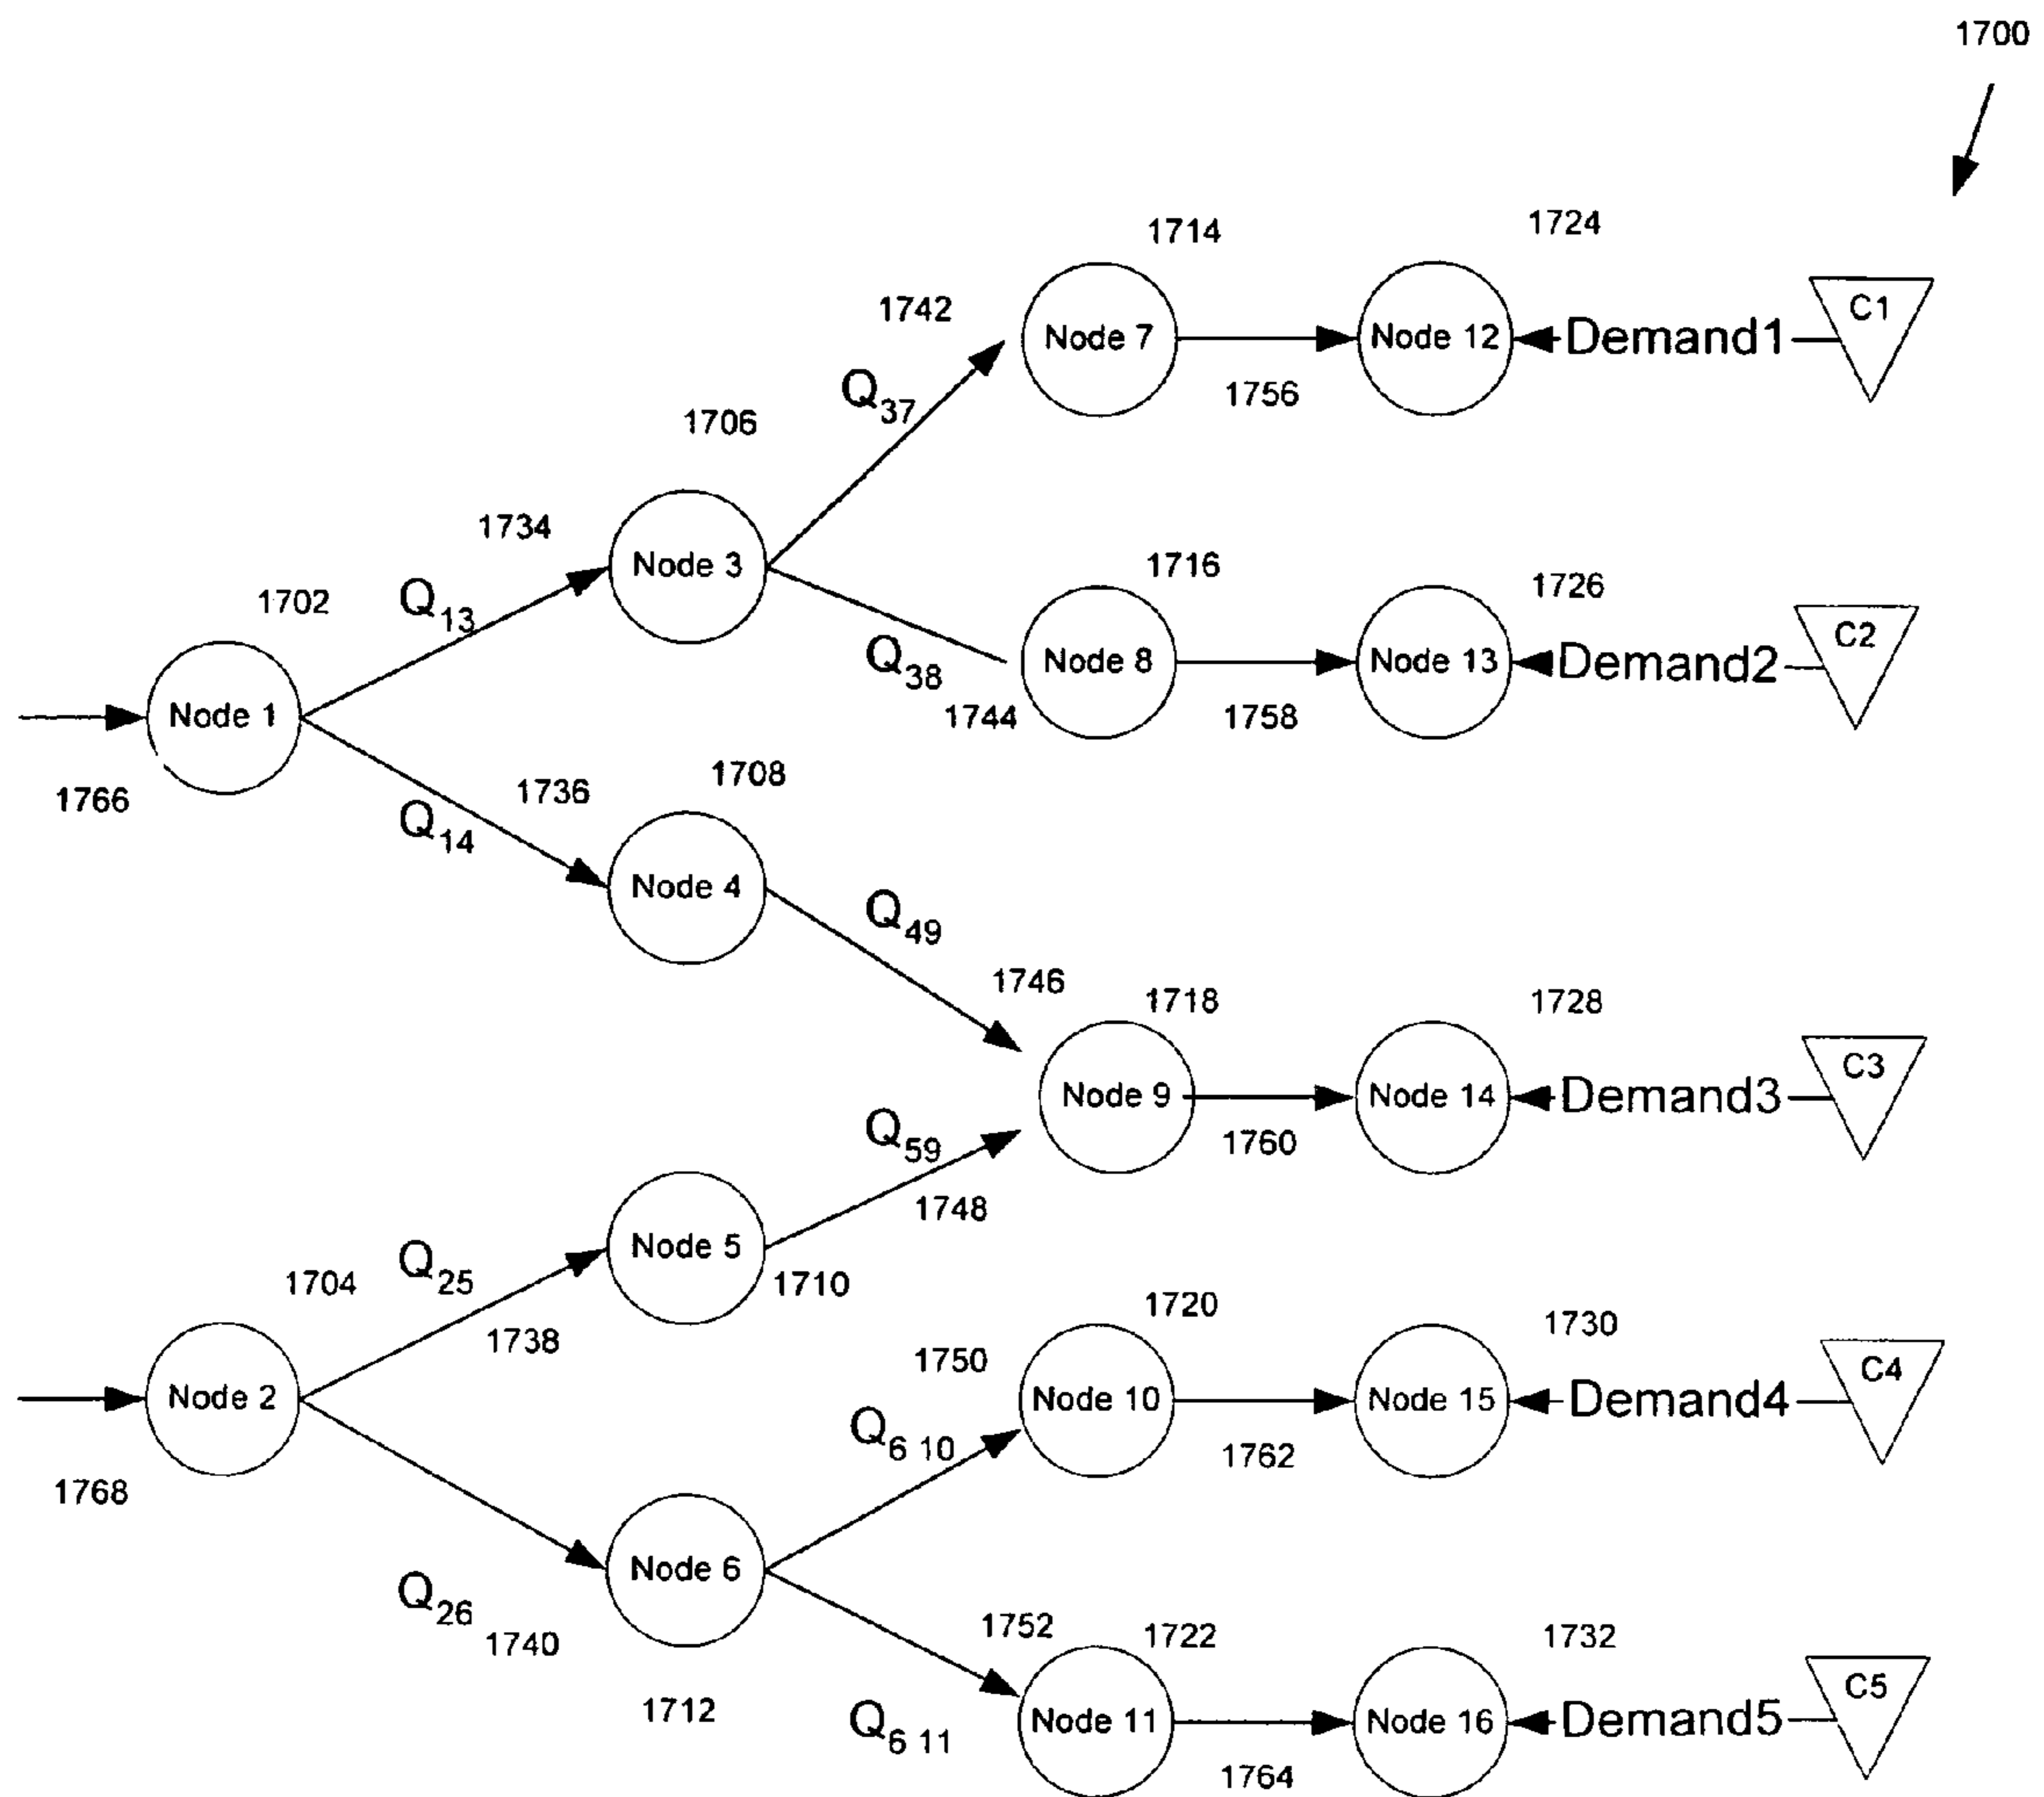 1700
1714
1724
1742
Node 7
Node 12
Demand1
C1
Q37
1756
1706
1734
Node 3
1716
1726
1702
Q13
Q38
Node 8
Node 13
Demand2
C2
1744
1758
Node 1
1766
1736
1708
Q14
Node 4
Q49
1746
1718
1728
Node 9
Node 14
Demand3
C3
Q59
1760
1748
Node 5
1710
1704
Q25
1738
1720
1730
1750
Node 2
Node 10
Node 15
Demand4
C4
Q6 10
1762
1768
Node 6
Q26
1740
1752
1722
1732
1712
Q6 11
Node 11
Node 16
Demand5
C5
1764